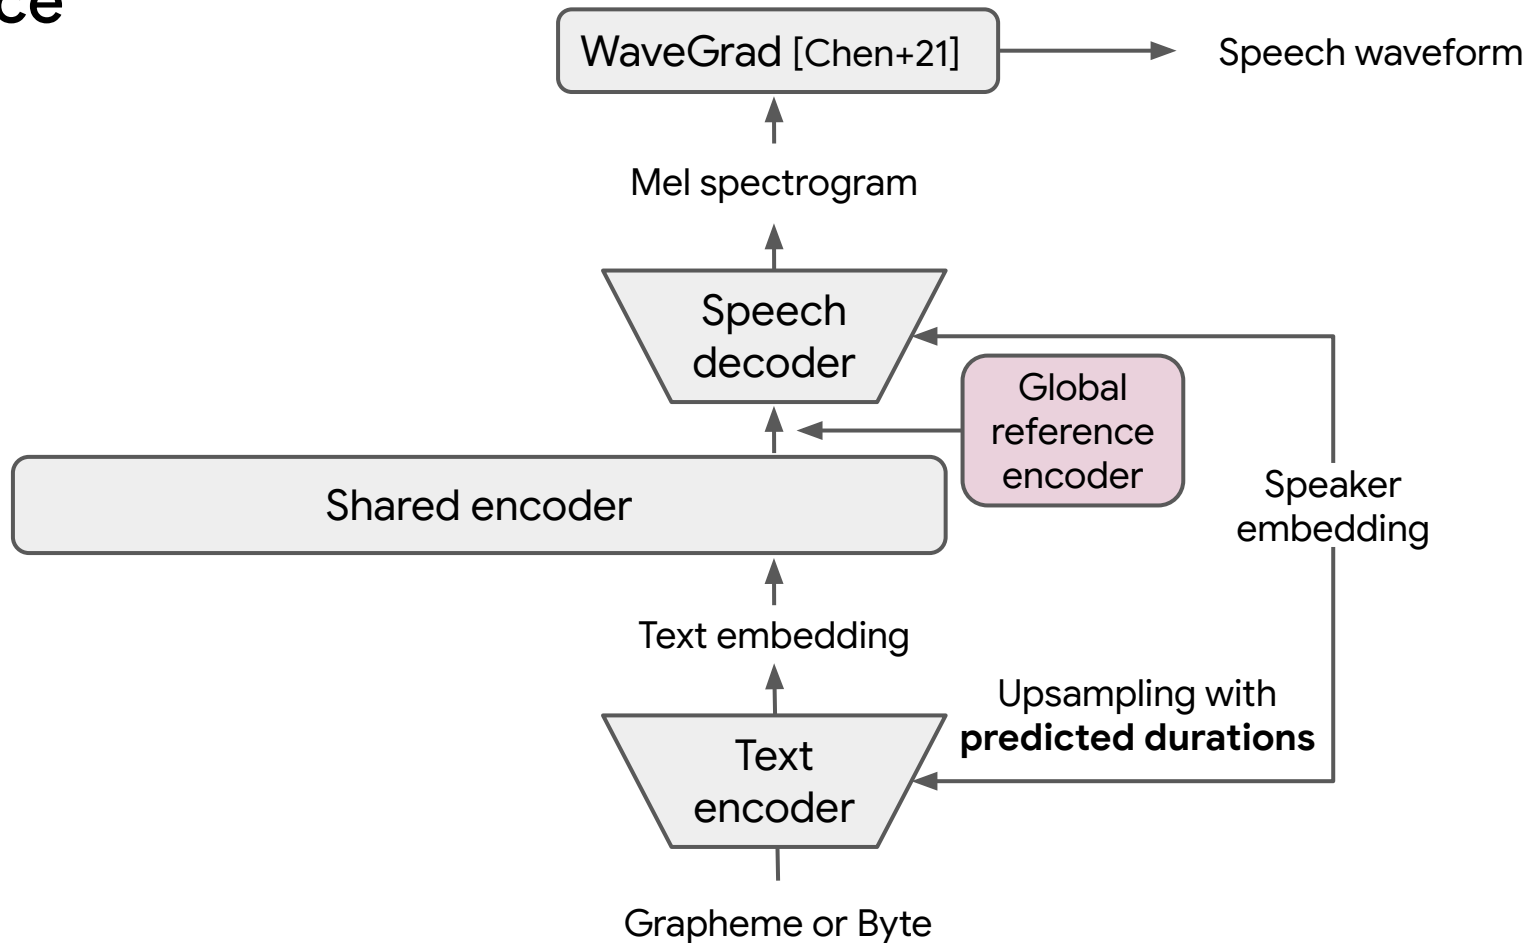 ce
WaveGrad [Chen+21]
Speech waveform
Mel spectrogram
Speech
decoder
Global
reference
encoder
Shared encoder
Speaker
embedding
Text embedding
Upsampling with
predicted durations
Text
encoder
Grapheme or Byte